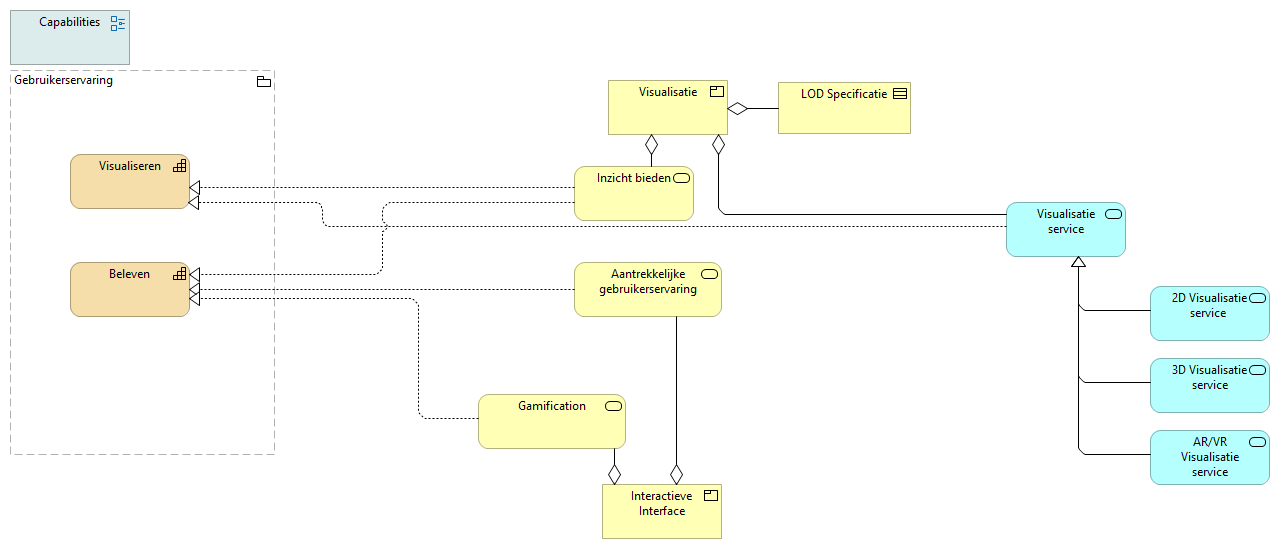 Capabilities
Gebruikerservaring
Visualisatie
LOD Specificatie
Visualiseren
Inzicht bieden
Visualisatie
service
Beleven
Aantrekkelijke
gebruikerservaring
2D Visualisatie
service
3D Visualisatie
service
Gamification
AR/VR
Visualisatie
service
Interactieve
Interface